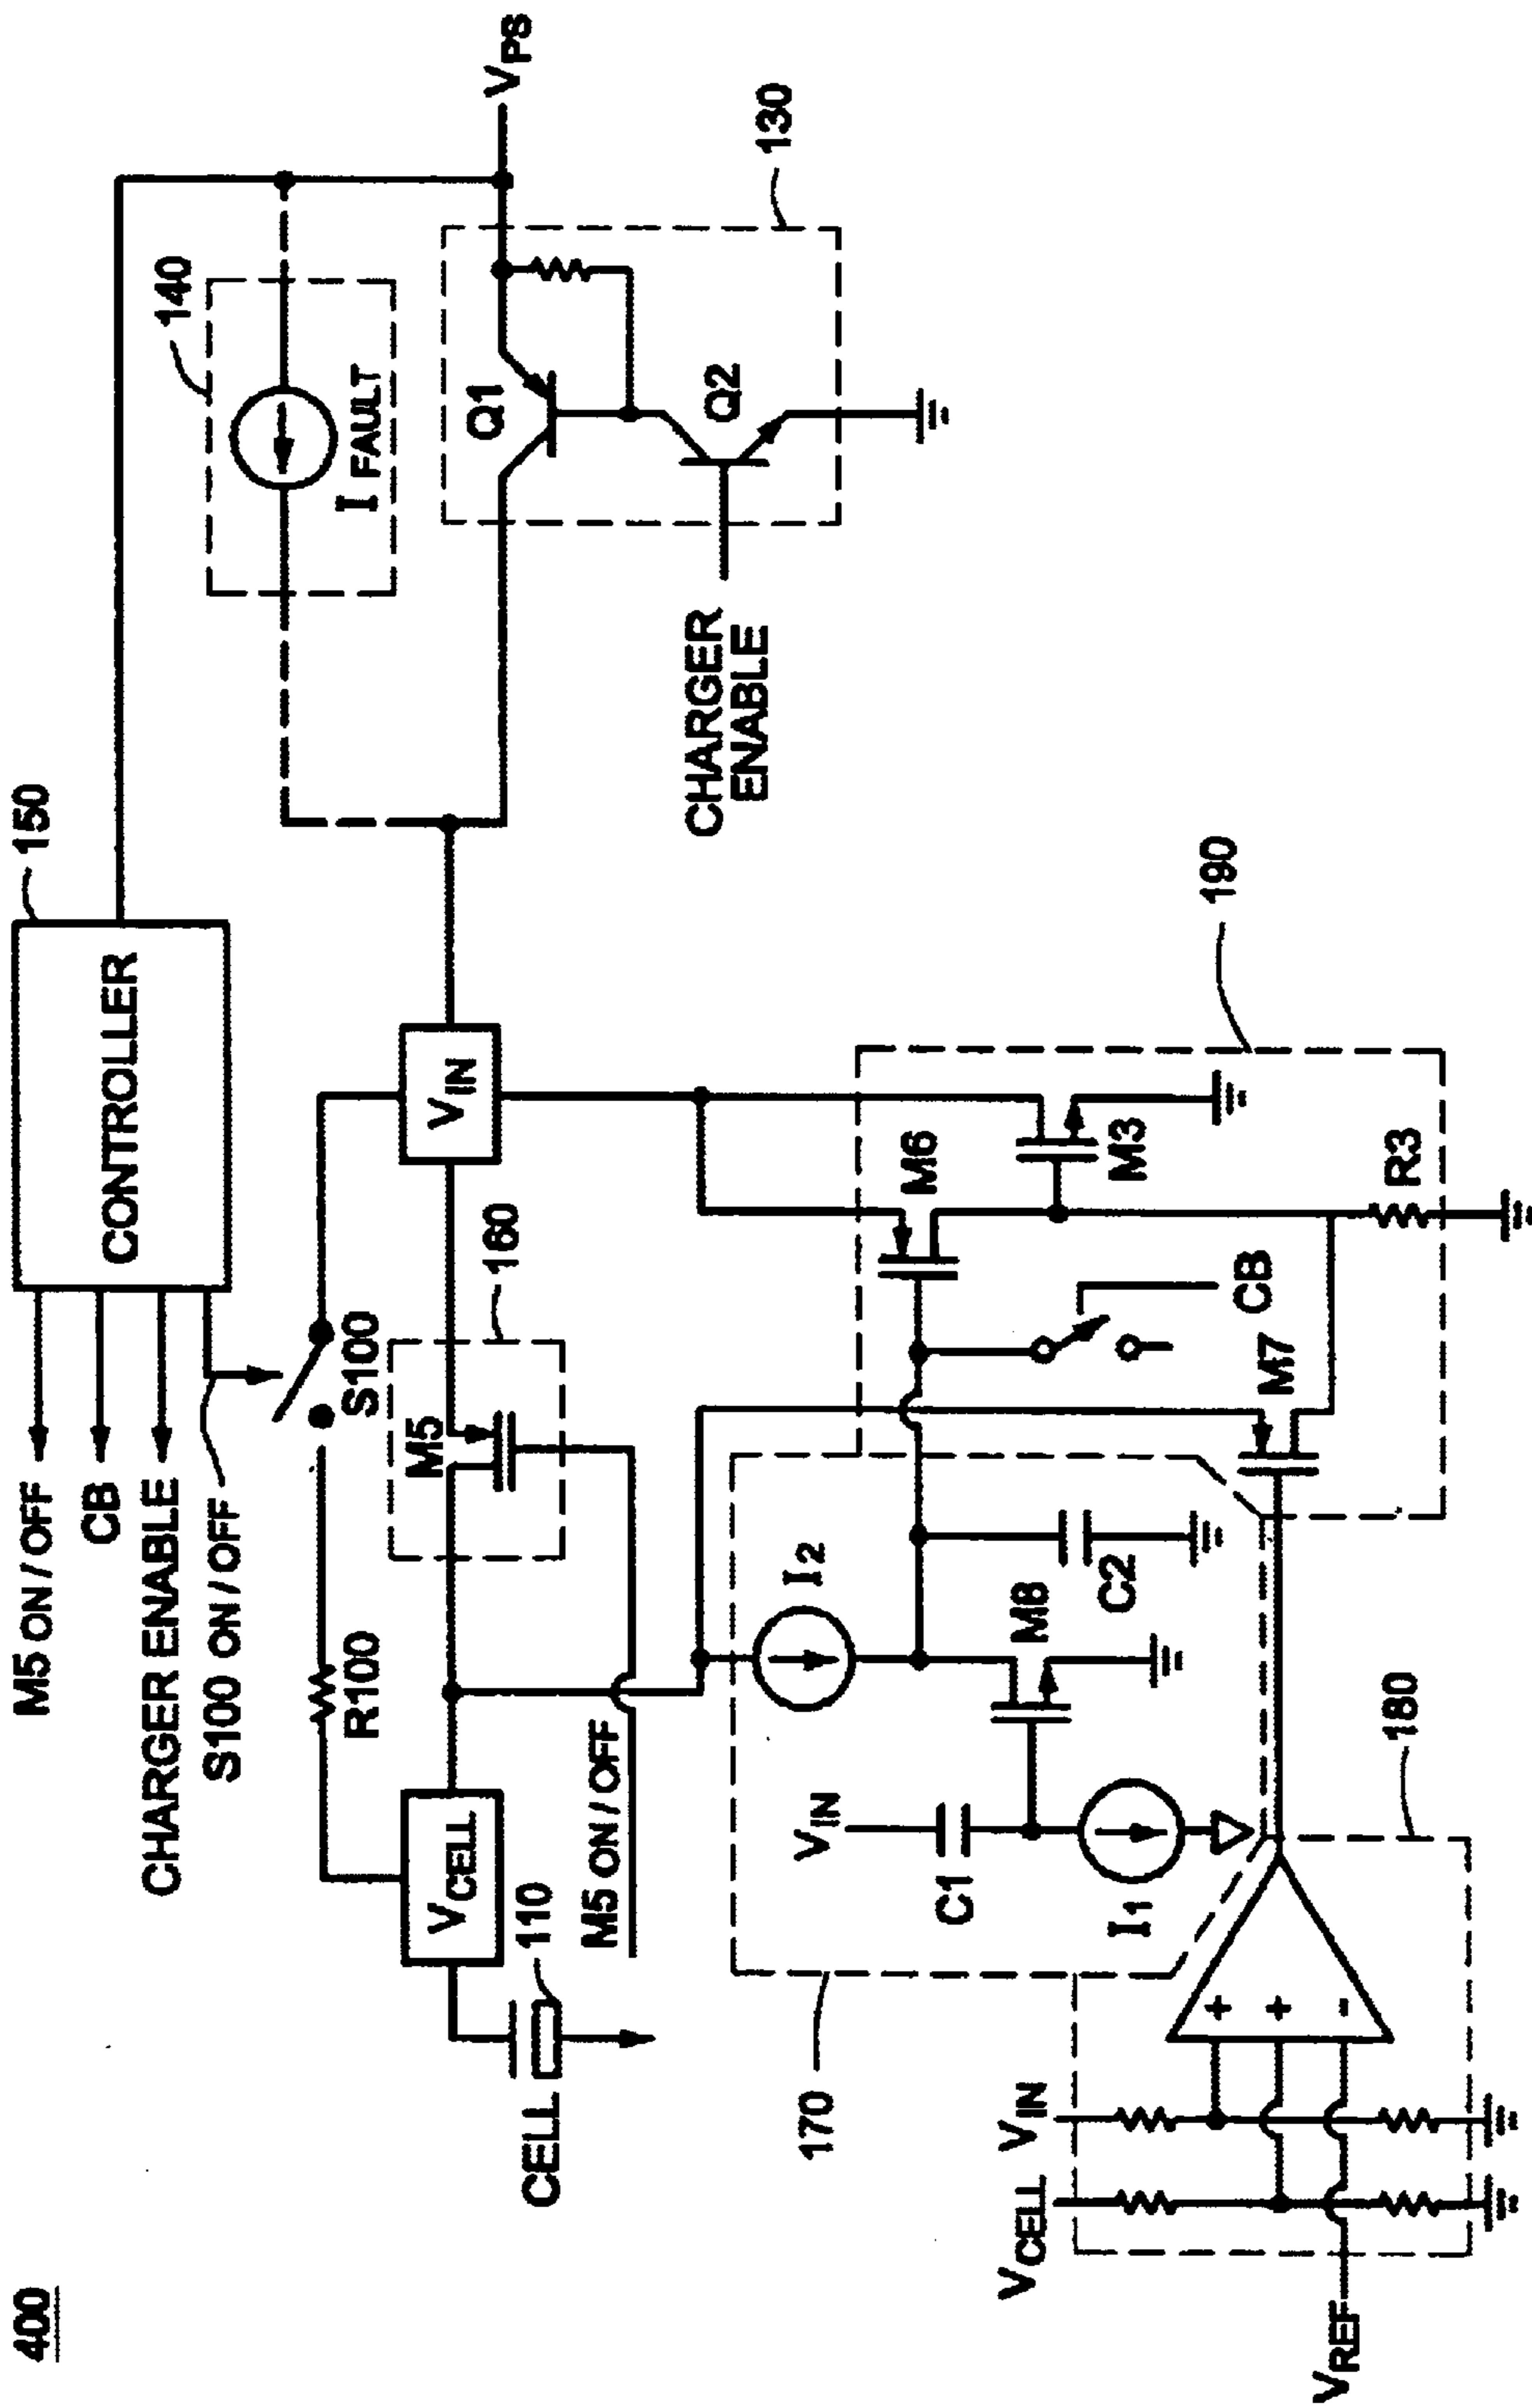 400
M5 ON / OFF
CB
CHARGER ENABLE
S100 ON / OFF
CONTROLLER
150
R100
S100
140
I FAULT
VPS
CELL
110
VCELL
M5
160
VIN
Q1
Q2
130
M5 ON / OFF
CHARGER
ENABLE
170
VIN
C1
I1
I2
M8
C2
M6
M3
CB
M7
R3
190
VCELL
VIN
VREF
+
+
-
180